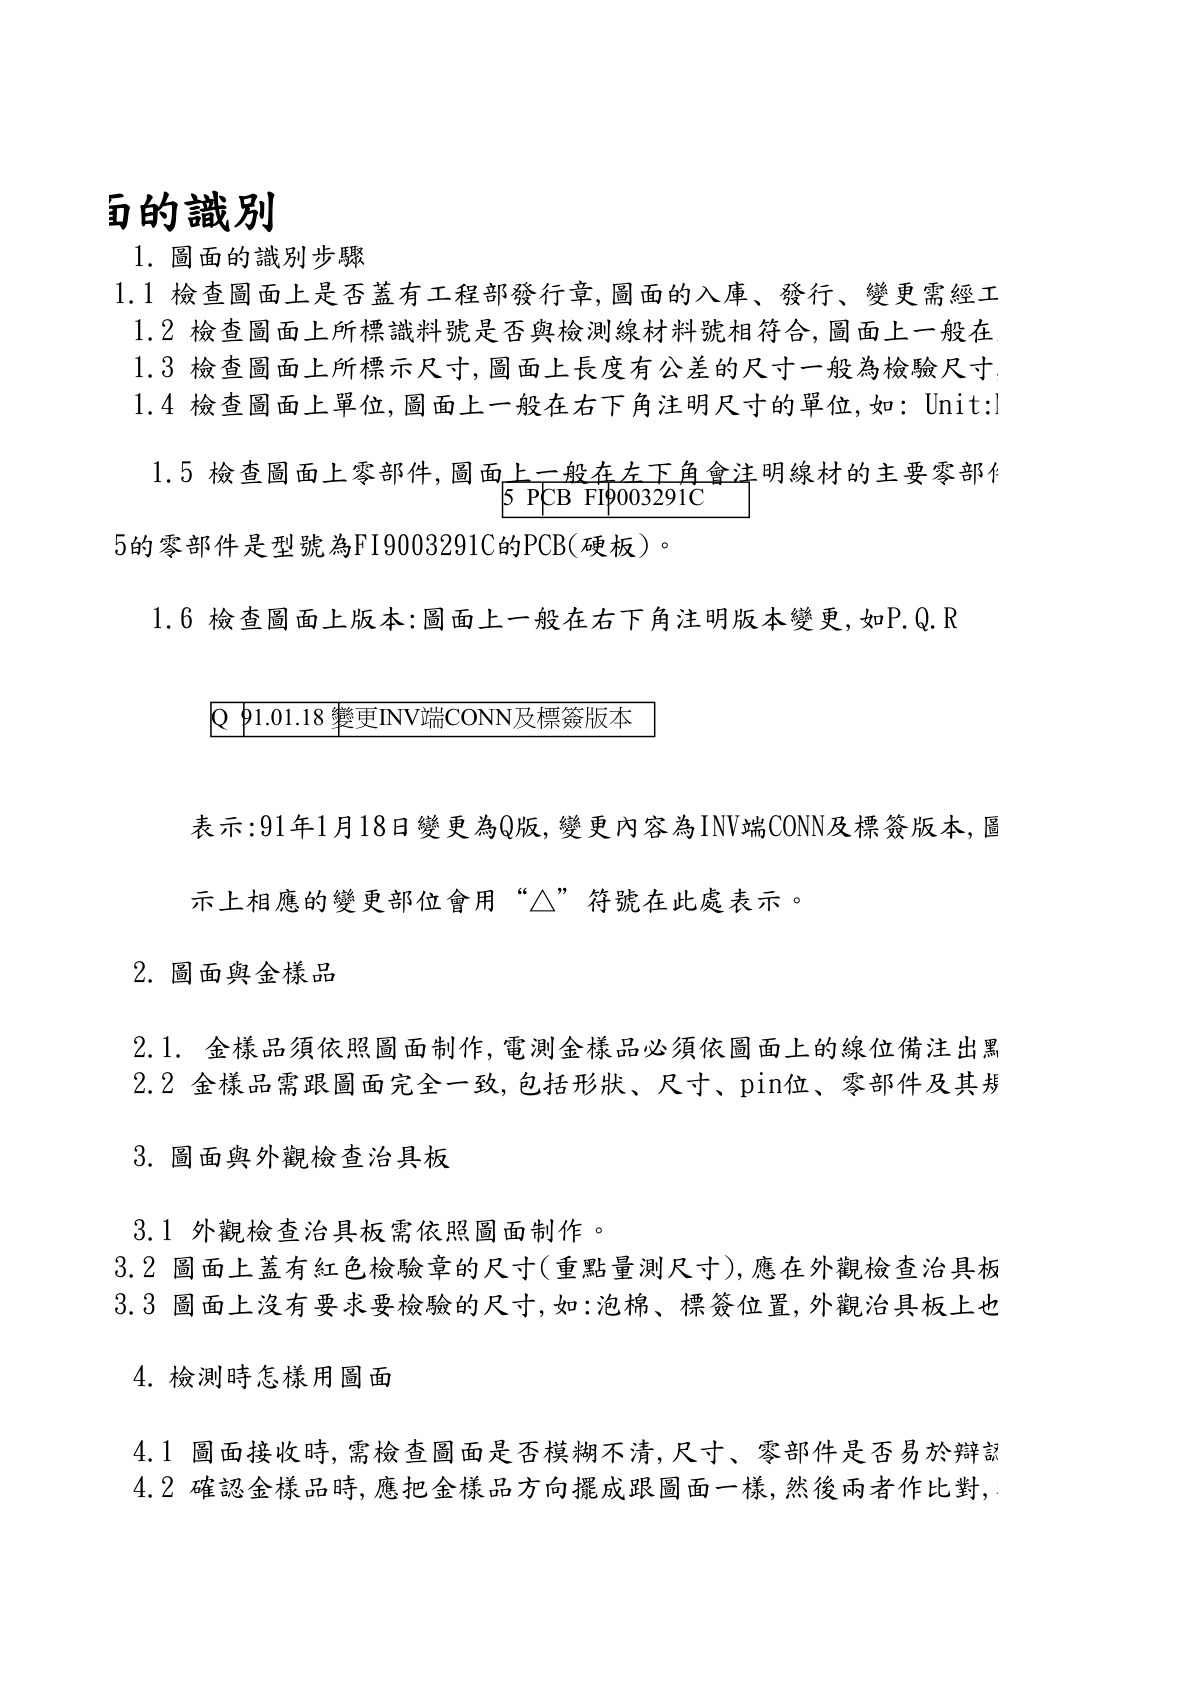 面的識別
1. 圖面的識別步驟
1.1 檢查圖面上是否蓋有工程部發行章,圖面的入庫、發行、變更需經工
1.2 檢查圖面上所標識料號是否與檢測線材料號相符合,圖面上一般在
1.3 檢查圖面上所標示尺寸,圖面上長度有公差的尺寸一般為檢驗尺寸
1.4 檢查圖面上單位,圖面上一般在右下角注明尺寸的單位,如: Unit:
1.5 檢查圖面上零部件,圖面上一般在左下角會注明線材的主要零部件
5 PCB FI9003291C
5的零部件是型號為FI9003291C的PCB(硬板)。
1.6 檢查圖面上版本:圖面上一般在右下角注明版本變更,如P.Q.R
Q 91.01.18 變更INV端CONN及標簽版本
表示:91年1月18日變更為Q版,變更內容為INV端CONN及標簽版本,圖
示上相應的變更部位會用“△”符號在此處表示。
2. 圖面與金樣品
2.1. 金樣品須依照圖面制作,電測金樣品必須依圖面上的線位備注出點
2.2 金樣品需跟圖面完全一致,包括形狀、尺寸、pin位、零部件及其規
3. 圖面與外觀檢查治具板
3.1 外觀檢查治具板需依照圖面制作。
3.2 圖面上蓋有紅色檢驗章的尺寸(重點量測尺寸),應在外觀檢查治具板
3.3 圖面上沒有要求要檢驗的尺寸,如:泡棉、標簽位置,外觀治具板上也
4. 檢測時怎樣用圖面
4.1 圖面接收時,需檢查圖面是否模糊不清,尺寸、零部件是否易於辯認
4.2 確認金樣品時,應把金樣品方向擺成跟圖面一樣,然後兩者作比對,